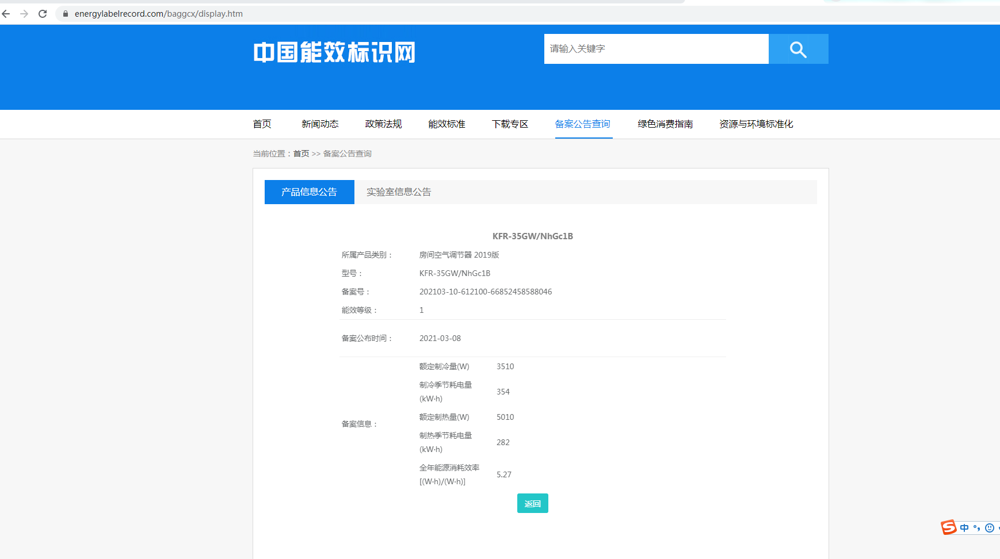 energylabelrecord.com/baggcx/display.htm
中国能效标识网
请输入关键字
首页 新闻动态 政策法规 能效标准 下载专区 备案公告查询 绿色消费指南 资源与环境标准化
当前位置：首页 >> 备案公告查询
产品信息公告 实验室信息公告
KFR-35GW/NhGc1B
所属产品类别： 房间空气调节器 2019版
型号： KFR-35GW/NhGc1B
备案号： 202103-10-612100-66852458588046
能效等级： 1
备案公布时间： 2021-03-08
备案信息：
额定制冷量(W) 3510
制冷季节耗电量
(kW·h) 354
额定制热量(W) 5010
制热季节耗电量
(kW·h) 282
全年能源消耗效率
[(W·h)/(W·h)] 5.27
返回
S 中 °，